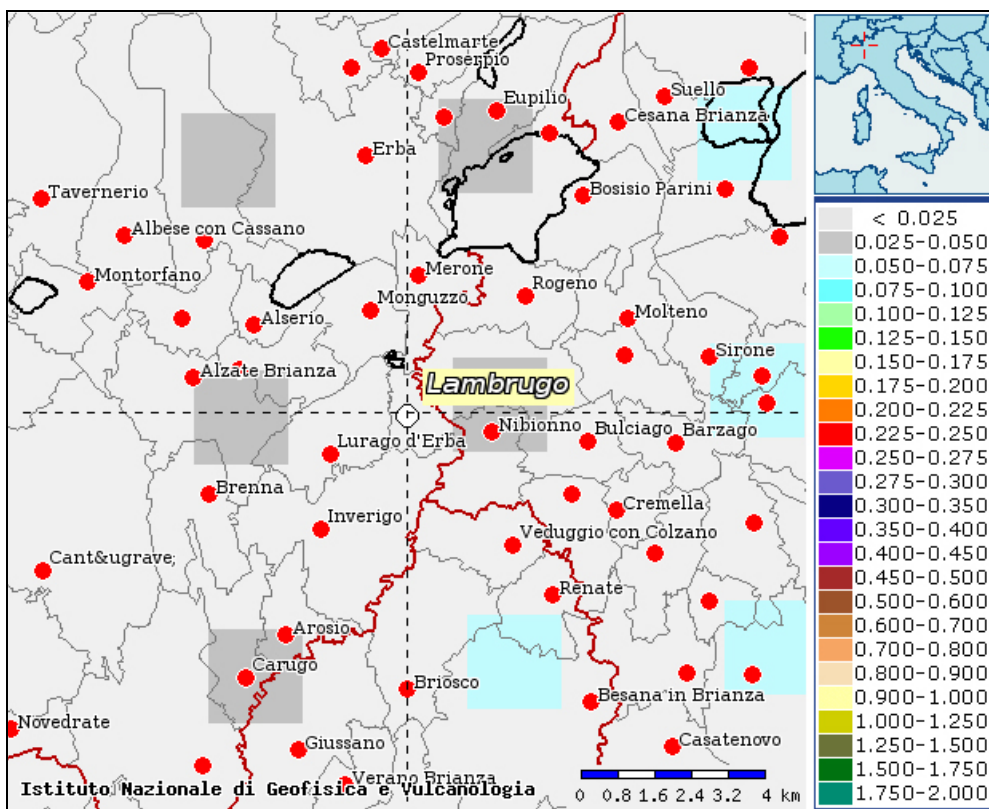 Castelmarte
Proserpio
Suello
Eupilio
Cesana Brianza
Erba
Bosisio Parini
Tavernerio
Albese con Cassano
Merone
Montorfano
Rogeno
Monguzzo
Alserio
Molteno
Sirone
Alzate Brianza
Lambrugo
Nibionno
Bulciago
Barzago
Lurago d'Erba
Brenna
Cremella
Inverigo
Veduggio con Colzano
Cant&ugrave;
Renate
Arosio
Carugo
Briosco
Besana in Brianza
Novedrate
Giussano
Casatenovo
Verano Brianza
Istituto Nazionale di Geofisica e Vulcanologia
0 0.8 1.6 2.4 3.2 4 km
< 0.025
0.025-0.050
0.050-0.075
0.075-0.100
0.100-0.125
0.125-0.150
0.150-0.175
0.175-0.200
0.200-0.225
0.225-0.250
0.250-0.275
0.275-0.300
0.300-0.350
0.350-0.400
0.400-0.450
0.450-0.500
0.500-0.600
0.600-0.700
0.700-0.800
0.800-0.900
0.900-1.000
1.000-1.250
1.250-1.500
1.500-1.750
1.750-2.000